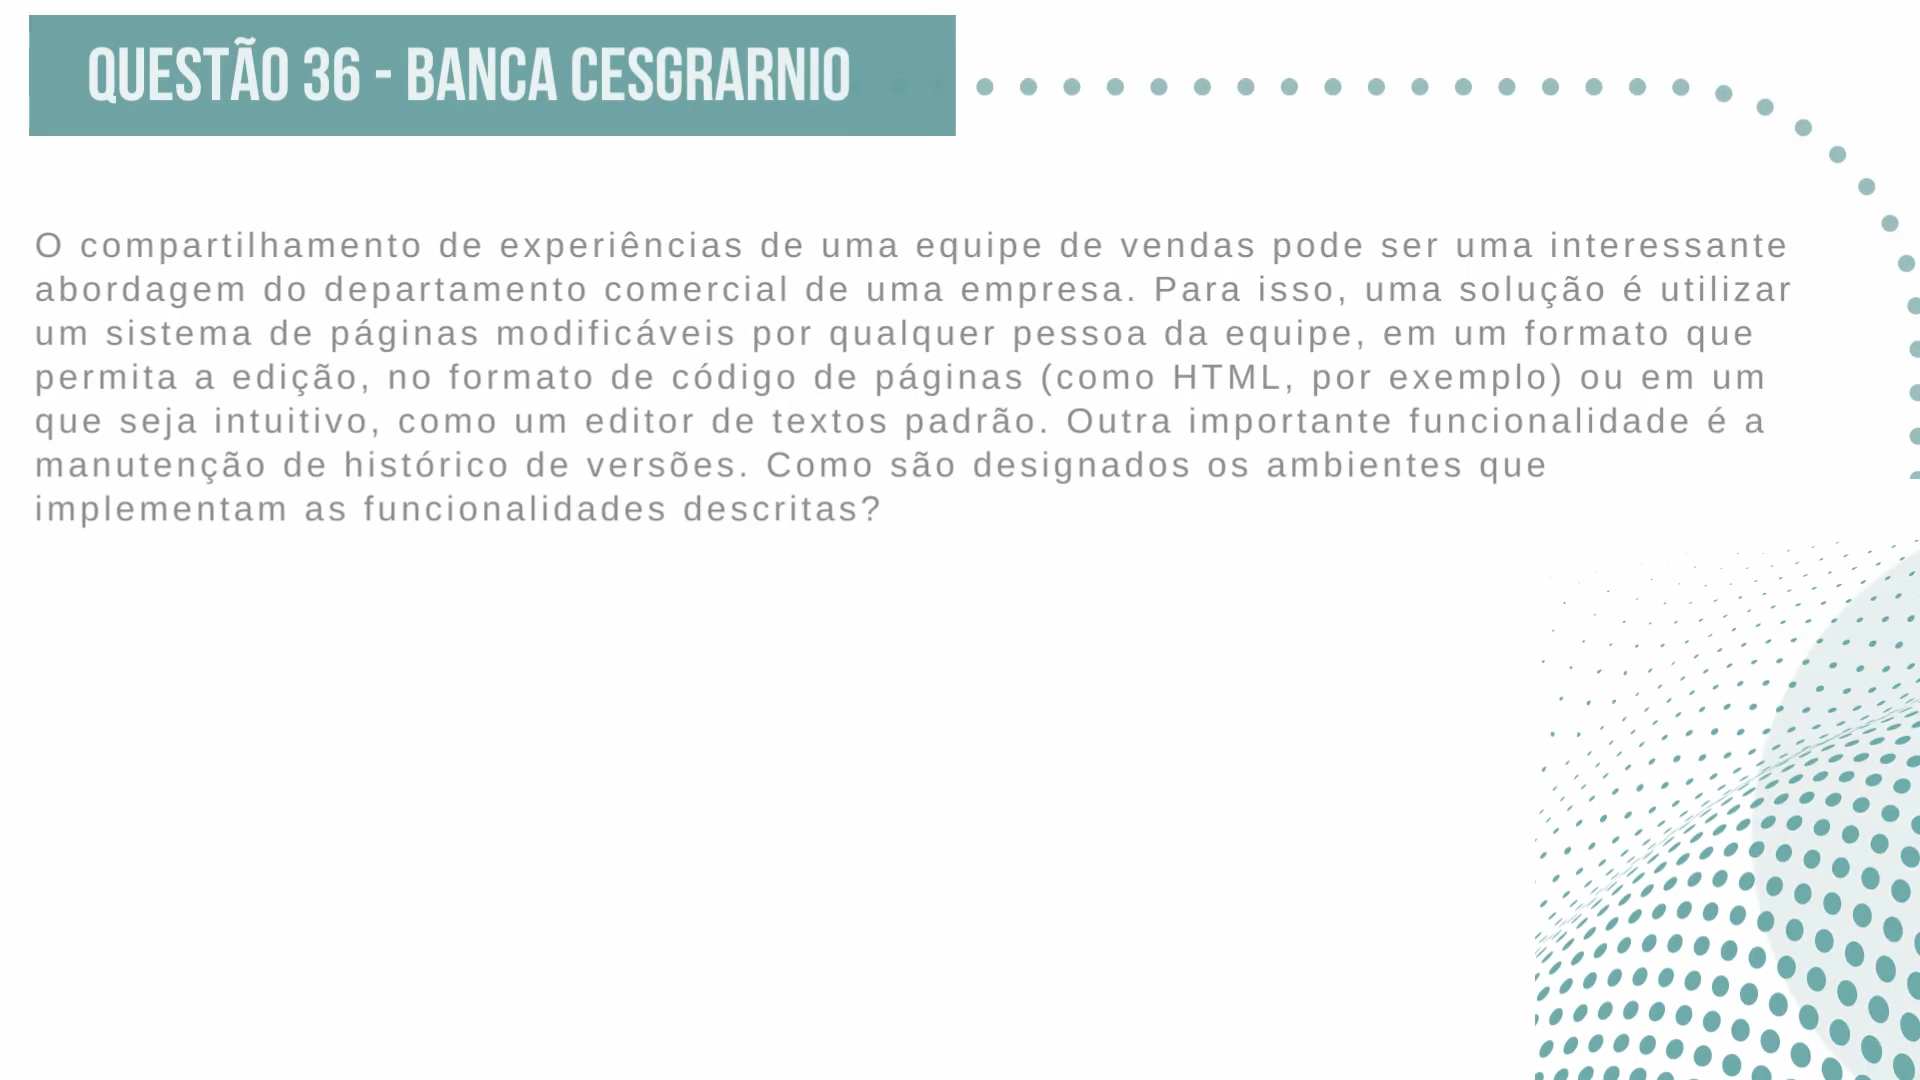 QUESTÃO 36 - BANCA CESGRARNIO
O compartilhamento de experiências de uma equipe de vendas pode ser uma interessante
abordagem do departamento comercial de uma empresa. Para isso, uma solução é utilizar
um sistema de páginas modificáveis por qualquer pessoa da equipe, em um formato que
permita a edição, no formato de código de páginas (como HTML, por exemplo) ou em um
que seja intuitivo, como um editor de textos padrão. Outra importante funcionalidade é a
manutenção de histórico de versões. Como são designados os ambientes que
implementam as funcionalidades descritas?